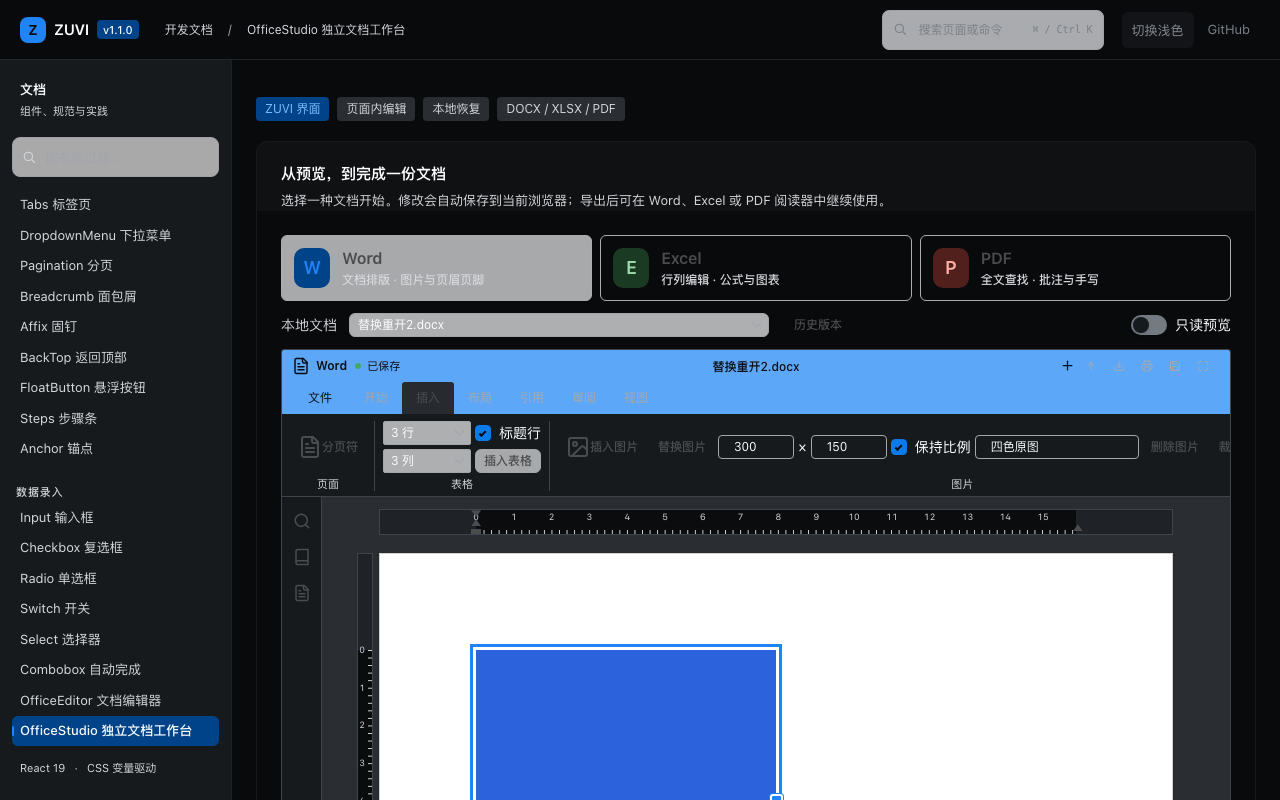 Z ZUVI v1.1.0 开发文档 / OfficeStudio 独立文档工作台 搜索页面或命令 ⌘ / Ctrl K 切换浅色 GitHub
文档
组件、规范与实践
Tabs 标签页
DropdownMenu 下拉菜单
Pagination 分页
Breadcrumb 面包屑
Affix 固钉
BackTop 返回顶部
FloatButton 悬浮按钮
Steps 步骤条
Anchor 锚点
数据录入
Input 输入框
Checkbox 复选框
Radio 单选框
Switch 开关
Select 选择器
Combobox 自动完成
OfficeEditor 文档编辑器
OfficeStudio 独立文档工作台
React 19 · CSS 变量驱动
ZUVI 界面 页面内编辑 本地恢复 DOCX / XLSX / PDF
从预览，到完成一份文档
选择一种文档开始。修改会自动保存到当前浏览器；导出后可在 Word、Excel 或 PDF 阅读器中继续使用。
W Word
文档排版 · 图片与页眉页脚
E Excel
行列编辑 · 公式与图表
P PDF
全文查找 · 批注与手写
本地文档 替换重开2.docx 历史版本 只读预览
Word 已保存 替换重开2.docx
文件 开始 插入 布局 引用 审阅 视图
分页符
页面
3 行 标题行
3 列 插入表格
表格
插入图片 替换图片 300 x 150 保持比例 四色原图 删除图片 裁
图片
0 1 2 3 4 5 6 7 8 9 10 11 12 13 14 15
0
1
2
3